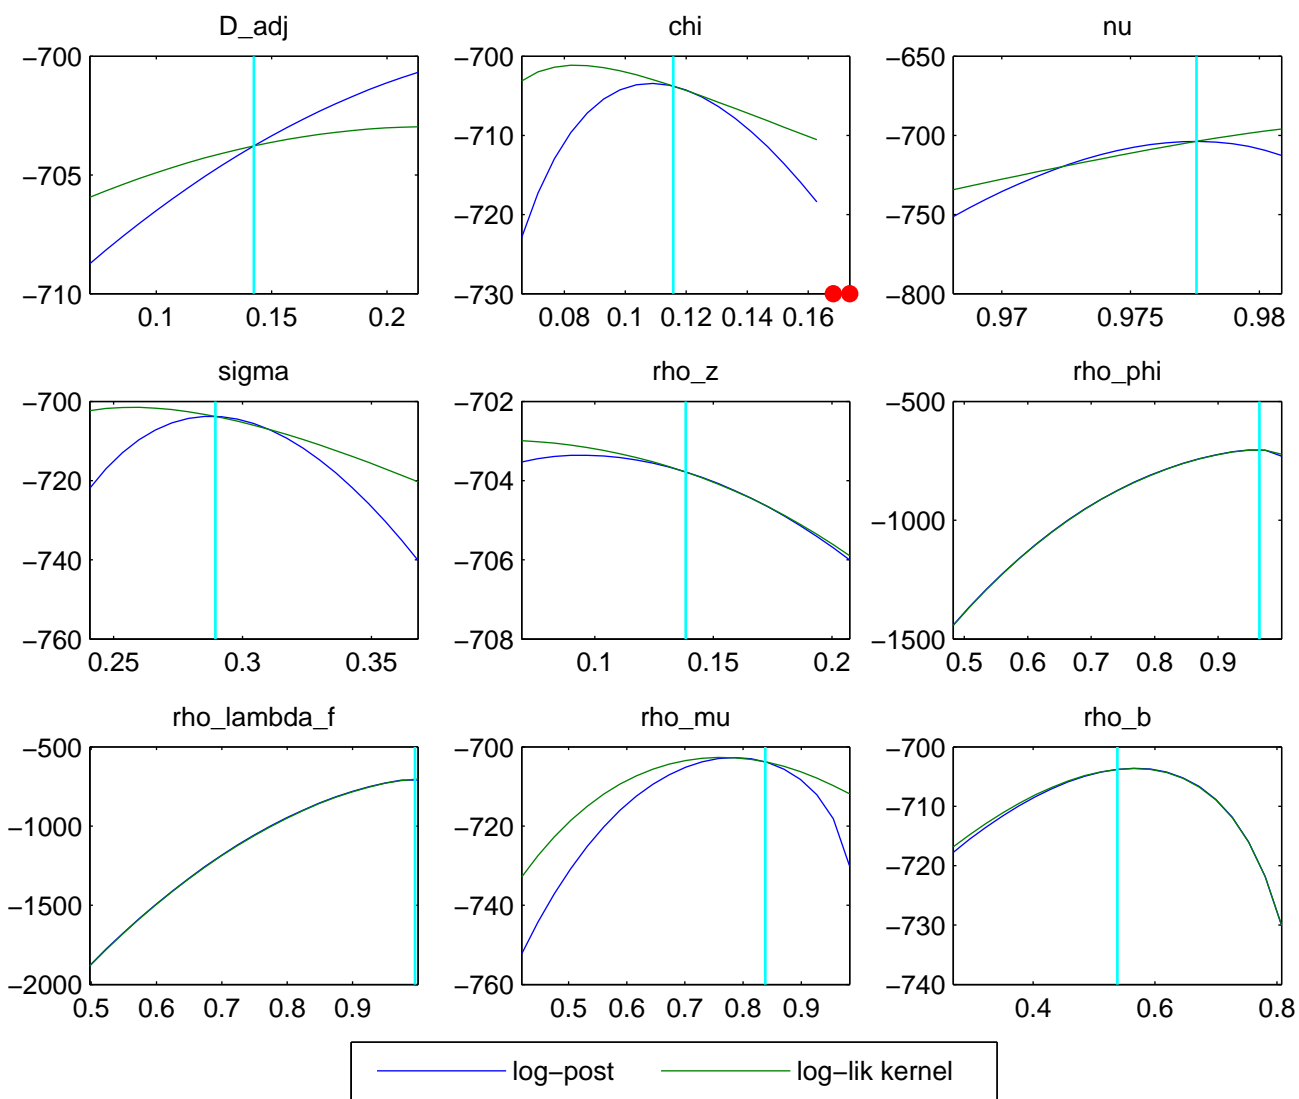 D_adj chi nu
−700 −700 −650
−705 −710 −700
−720 −750
−710 −730 −800
0.1 0.15 0.2 0.08 0.1 0.12 0.14 0.16 0.97 0.975 0.98
sigma rho_z rho_phi
−700 −702 −500
−720 −704 −1000
−740 −706
−760 −708 −1500
0.25 0.3 0.35 0.1 0.15 0.2 0.5 0.6 0.7 0.8 0.9
rho_lambda_f rho_mu rho_b
−500 −700 −700
−1000 −720 −710
−1500 −740 −720
−730
−2000 −760 −740
0.5 0.6 0.7 0.8 0.9 0.5 0.6 0.7 0.8 0.9 0.4 0.6 0.8
log−post log−lik kernel